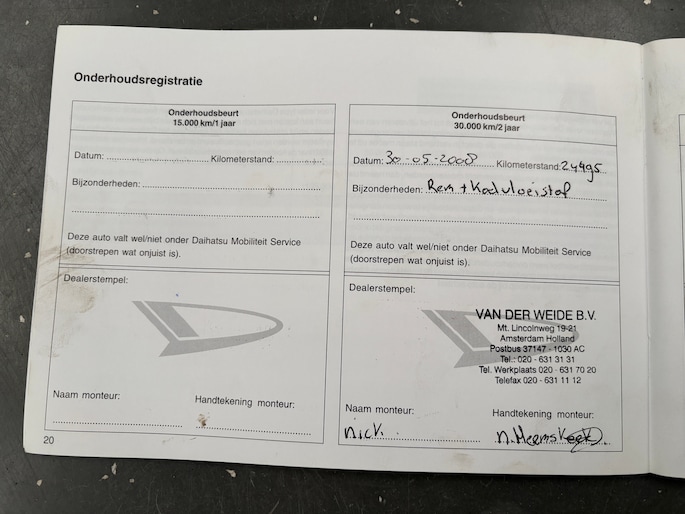 Onderhoudsregistratie
Onderhoudsbeurt
15.000 km/1 jaar
Datum: Kilometerstand:
Bijzonderheden:
Deze auto valt wel/niet onder Daihatsu Mobiliteit Service
(doorstrepen wat onjuist is).
Dealerstempel:
Naam monteur: Handtekening monteur:
20
Onderhoudsbeurt
30.000 km/2 jaar
Datum: 30-05-2008 Kilometerstand: 24495
Bijzonderheden: Rem + Koelvloeistof
Deze auto valt wel/niet onder Daihatsu Mobiliteit Service
(doorstrepen wat onjuist is).
Dealerstempel:
VAN DER WEIDE B.V.
Mt. Lincolnweg 19-21
Amsterdam Holland
Postbus 37147 - 1030 AC
Tel.: 020 - 631 31 31
Tel. Werkplaats 020 - 631 70 20
Telefax 020 - 631 11 12
Naam monteur: Handtekening monteur:
nick. n. Heemskerk